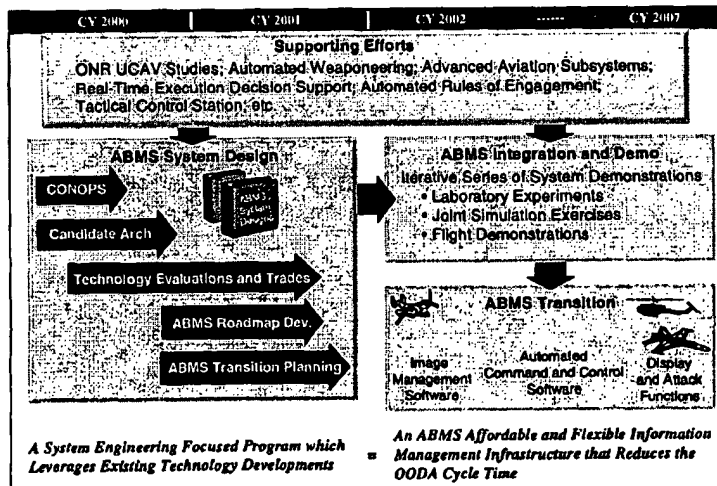 CY 2000 CY 2001 CY 2002 ------ CY 2007
Supporting Efforts
ONR UCAV Studies; Automated Weaponeering; Advanced Aviation Subsystems;
Real-Time Execution Decision Support; Automated Rules of Engagement;
Tactical Control Station; etc
ABMS System Design
CONOPS
ABMS
System
Design
Candidate Arch
Technology Evaluations and Trades
ABMS Roadmap Dev.
ABMS Transition Planning
ABMS Integration and Demo
Iterative Series of System Demonstrations
• Laboratory Experiments
• Joint Simulation Exercises
• Flight Demonstrations
ABMS Transition
Image
Management
Software
Automated
Command and Control
Software
Display
and Attack
Functions
A System Engineering Focused Program which
Leverages Existing Technology Developments
=
An ABMS Affordable and Flexible Information
Management Infrastructure that Reduces the
OODA Cycle Time